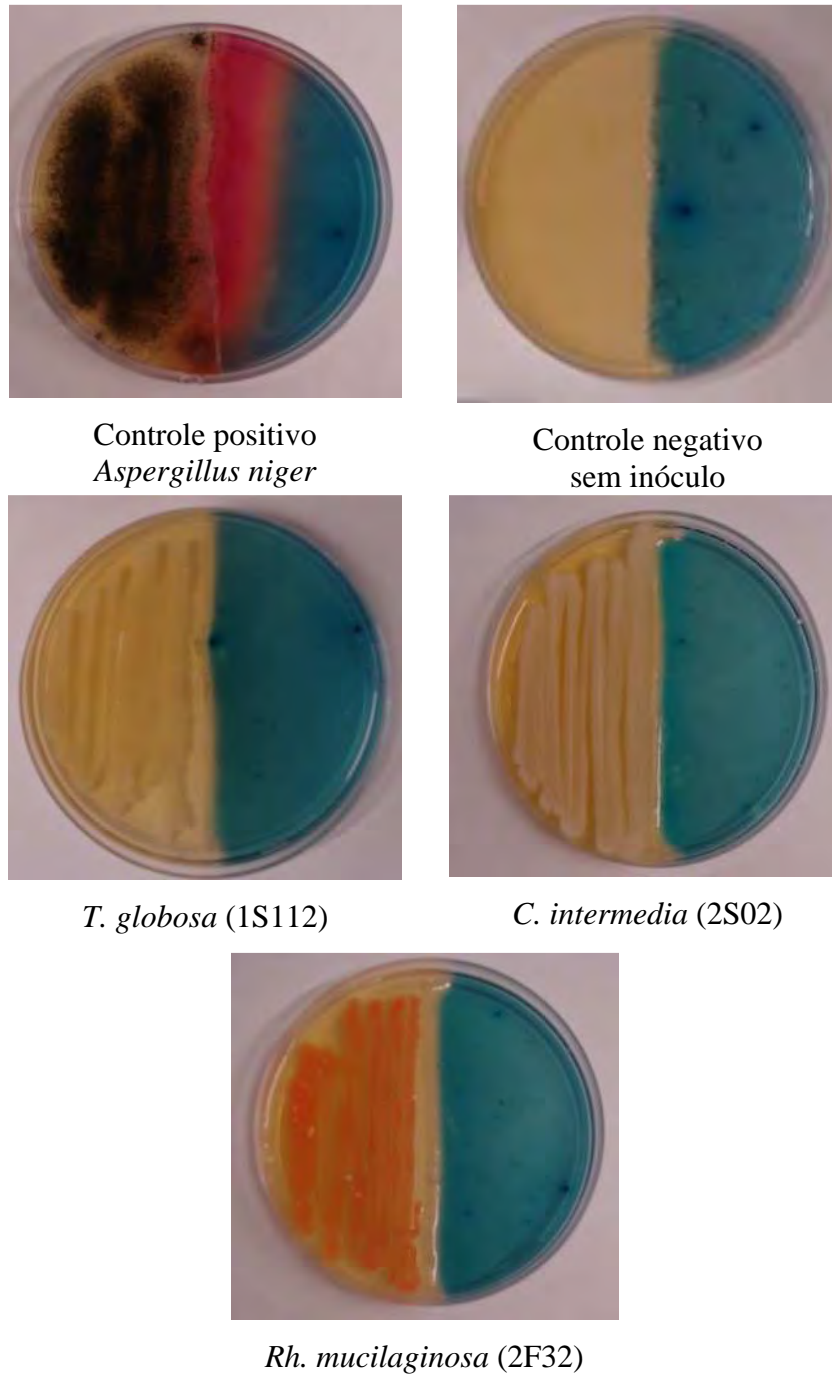 Controle positivo
Aspergillus niger
Controle negativo
sem inóculo
T. globosa (1S112)
C. intermedia (2S02)
Rh. mucilaginosa (2F32)